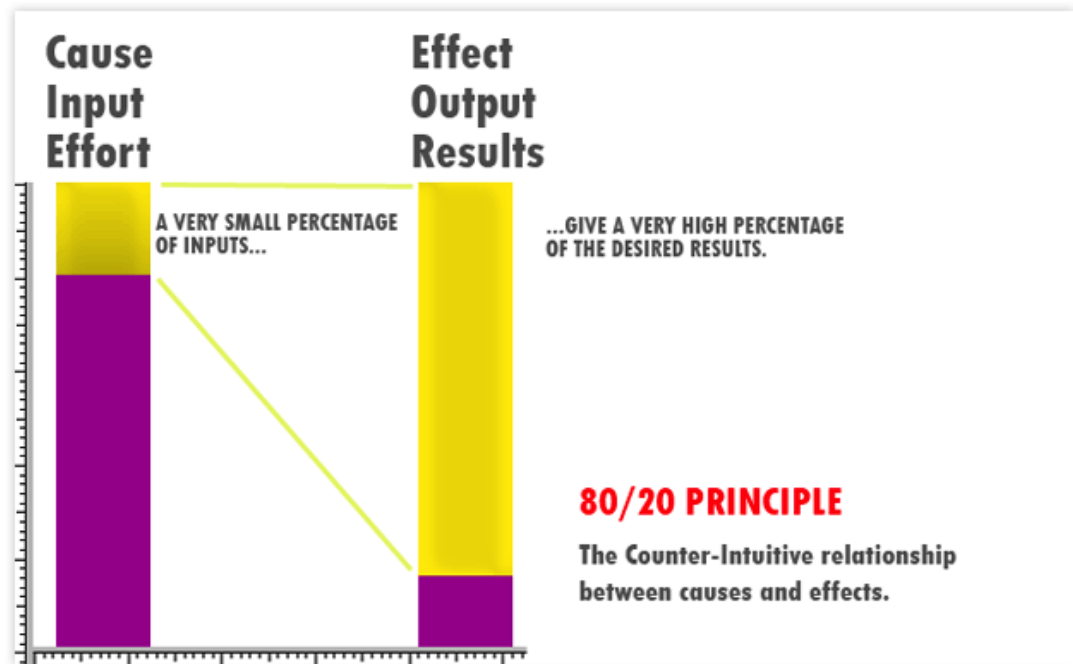 Cause
Input
Effort
Effect
Output
Results
A VERY SMALL PERCENTAGE
OF INPUTS...
...GIVE A VERY HIGH PERCENTAGE
OF THE DESIRED RESULTS.
80/20 PRINCIPLE
The Counter-Intuitive relationship
between causes and effects.